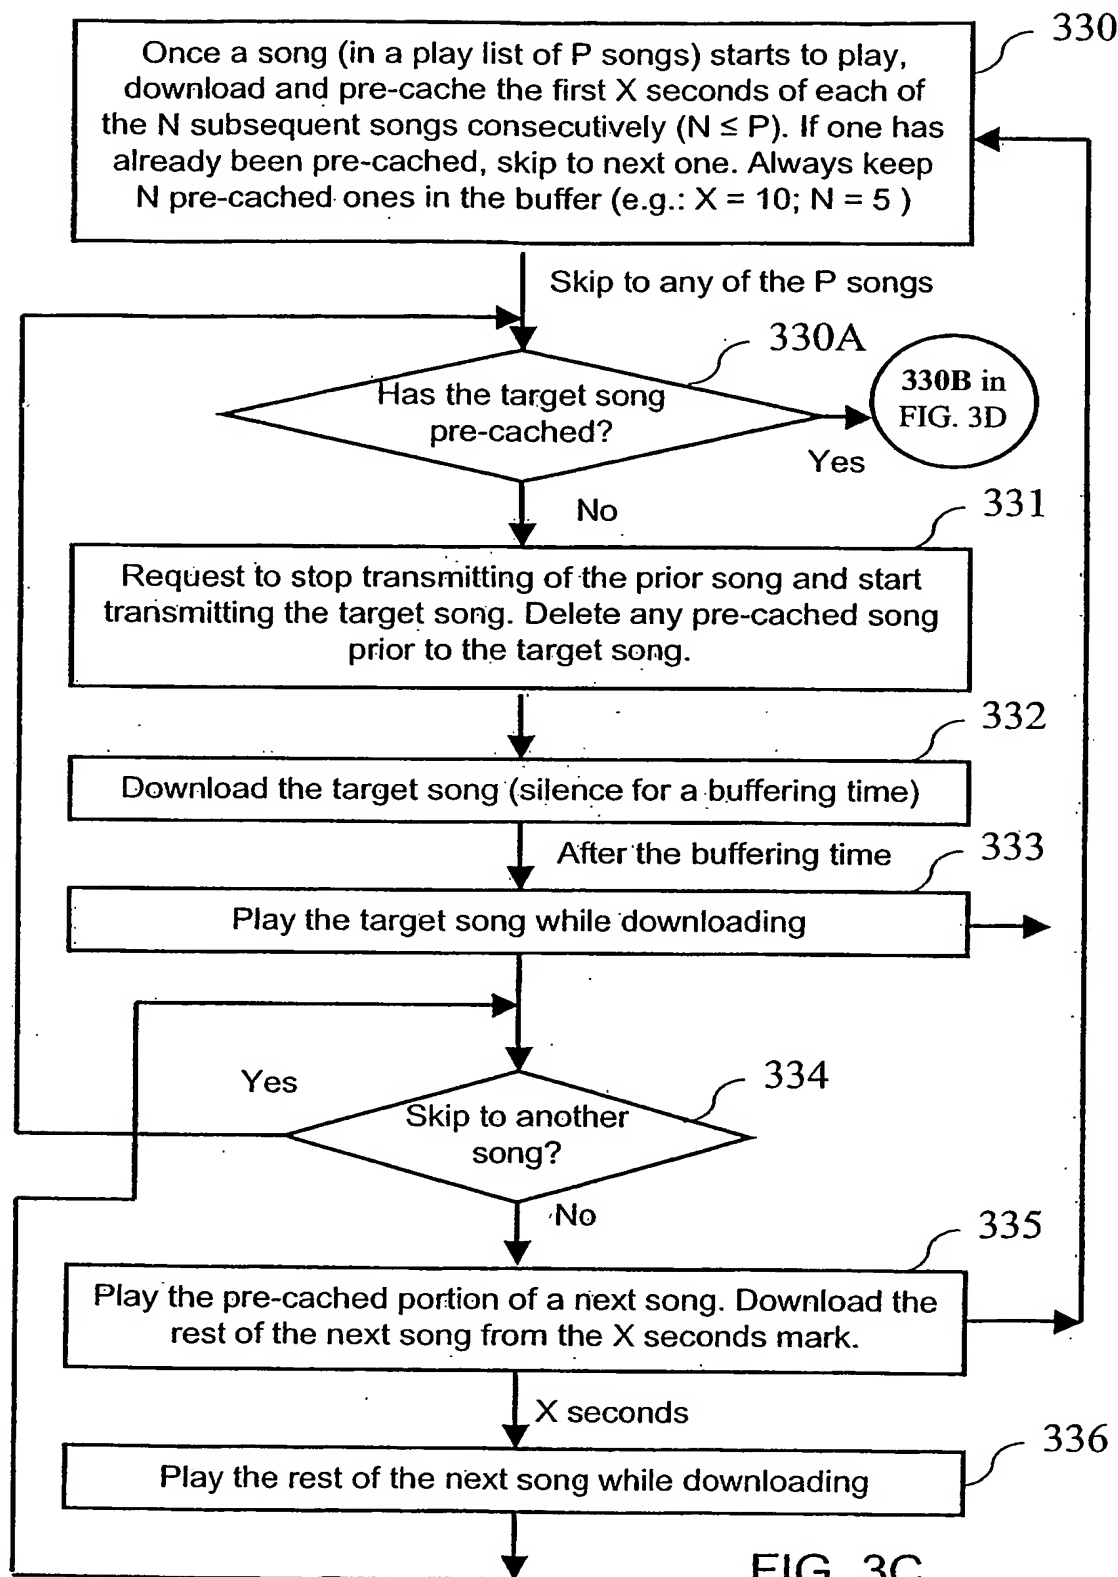 330
Once a song (in a play list of P songs) starts to play,
download and pre-cache the first X seconds of each of
the N subsequent songs consecutively (N ≤ P). If one has
already been pre-cached, skip to next one. Always keep
N pre-cached ones in the buffer (e.g.: X = 10; N = 5 )
Skip to any of the P songs
330A
Has the target song
pre-cached?
330B in
FIG. 3D
Yes
No
331
Request to stop transmitting of the prior song and start
transmitting the target song. Delete any pre-cached song
prior to the target song.
332
Download the target song (silence for a buffering time)
After the buffering time
333
Play the target song while downloading
Yes
334
Skip to another
song?
No
335
Play the pre-cached portion of a next song. Download the
rest of the next song from the X seconds mark.
X seconds
336
Play the rest of the next song while downloading
FIG. 3C